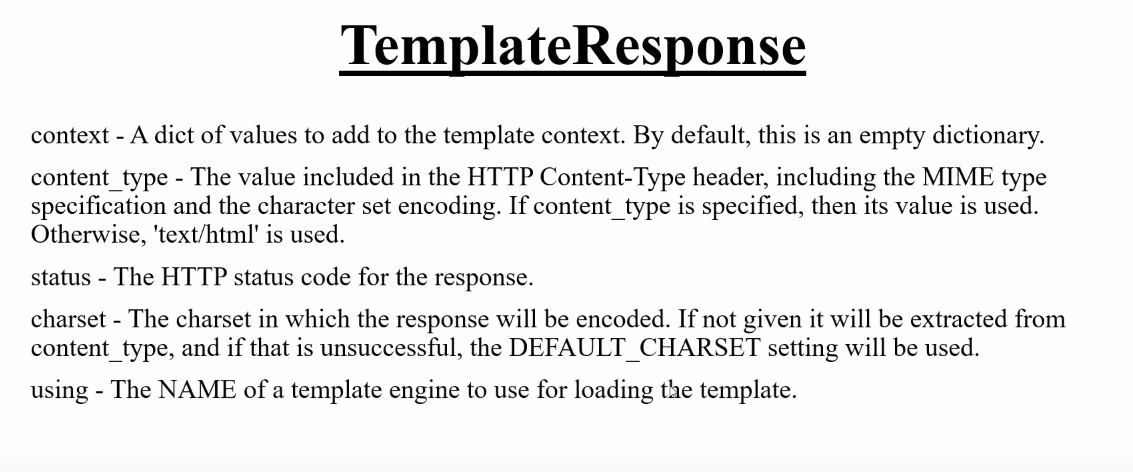 TemplateResponse
context - A dict of values to add to the template context. By default, this is an empty dictionary.
content_type - The value included in the HTTP Content-Type header, including the MIME type
specification and the character set encoding. If content_type is specified, then its value is used.
Otherwise, 'text/html' is used.
status - The HTTP status code for the response.
charset - The charset in which the response will be encoded. If not given it will be extracted from
content_type, and if that is unsuccessful, the DEFAULT_CHARSET setting will be used.
using - The NAME of a template engine to use for loading the template.